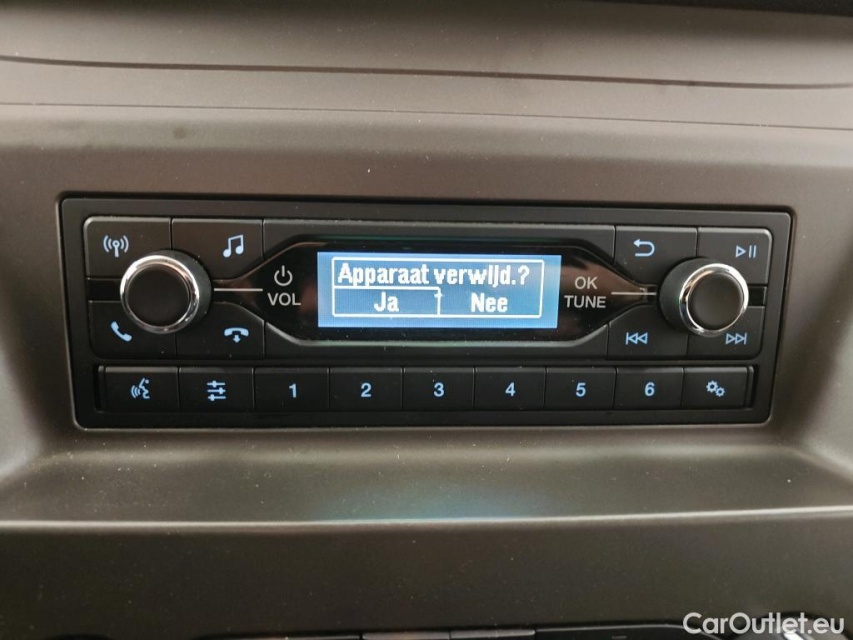 Apparaat verwijd.?
Ja Nee
VOL
OK
TUNE
1 2 3 4 5 6
CarOutlet.eu